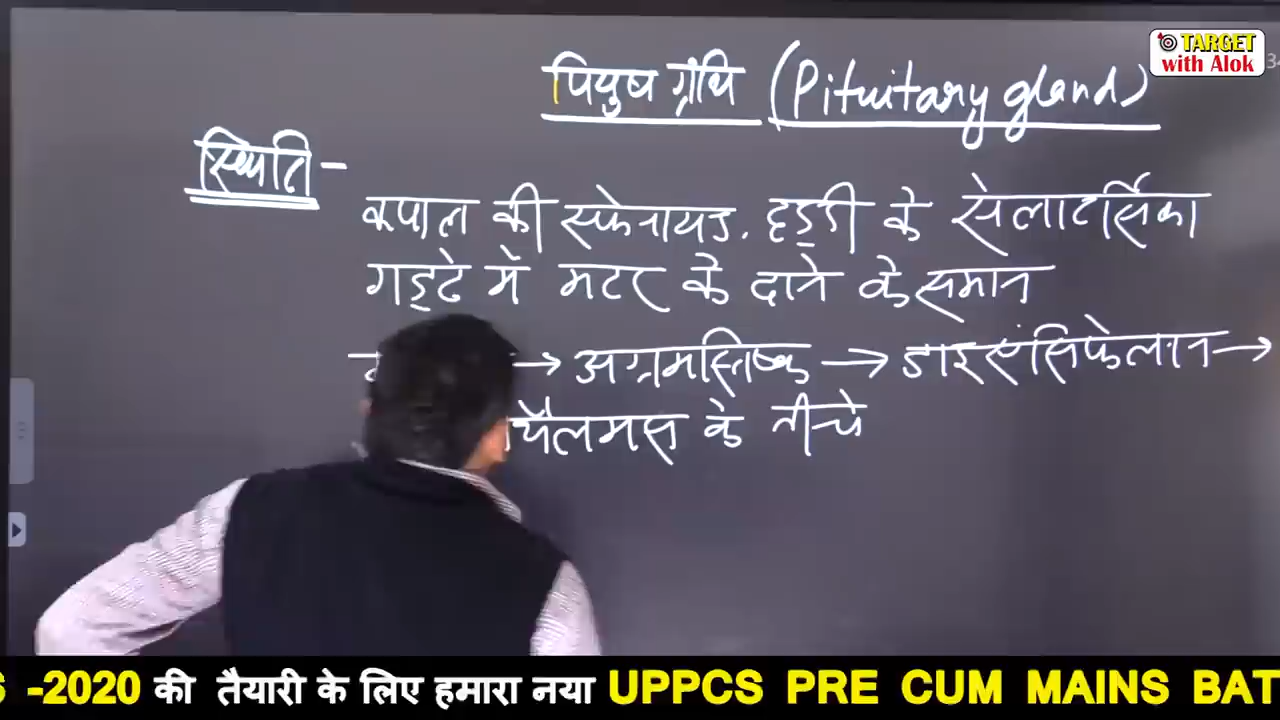 TARGET
with Alok
पियुष ग्रंथि (Pituitary gland)
स्थिति -
कपाल की स्फेनायड हड्डी के सेलाटर्सिका
गड्ढे में मटर के दाने के समान
→ अग्रमस्तिष्क → डाइएंसिफेलान →
थैलमस के नीचे
-2020 की तैयारी के लिए हमारा नया UPPCS PRE CUM MAINS BAT